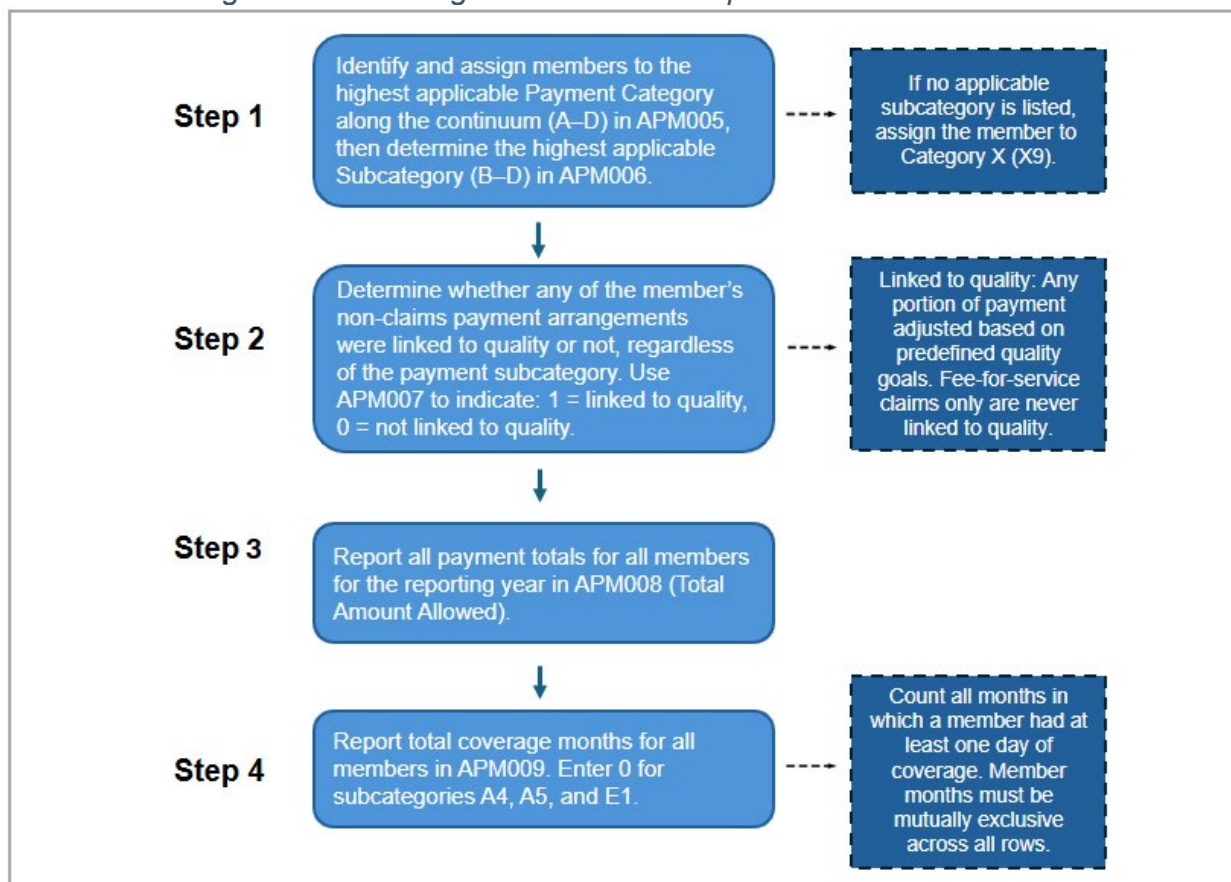 Step 1
Identify and assign members to the
highest applicable Payment Category
along the continuum (A–D) in APM005,
then determine the highest applicable
Subcategory (B–D) in APM006.
If no applicable
subcategory is listed,
assign the member to
Category X (X9).
Step 2
Determine whether any of the member's
non-claims payment arrangements
were linked to quality or not, regardless
of the payment subcategory. Use
APM007 to indicate: 1 = linked to quality,
0 = not linked to quality.
Linked to quality: Any
portion of payment
adjusted based on
predefined quality
goals. Fee-for-service
claims only are never
linked to quality.
Step 3
Report all payment totals for all members
for the reporting year in APM008 (Total
Amount Allowed).
Step 4
Report total coverage months for all
members in APM009. Enter 0 for
subcategories A4, A5, and E1.
Count all months in
which a member had at
least one day of
coverage. Member
months must be
mutually exclusive
across all rows.